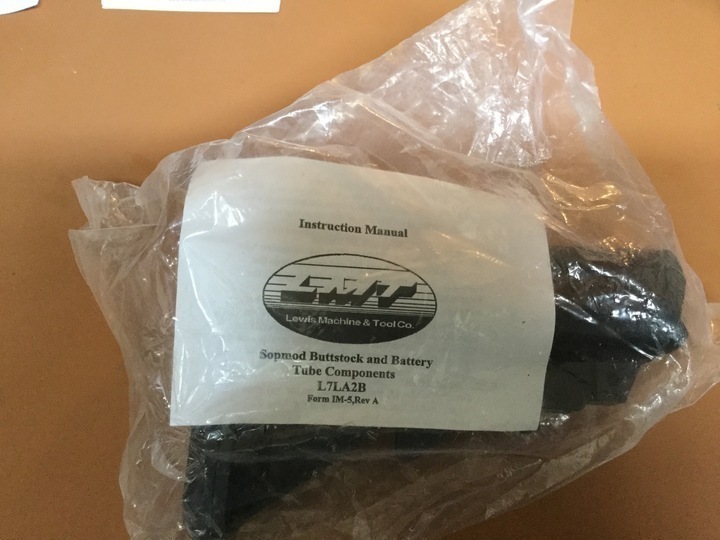 Instruction Manual
LMT
Lewis Machine & Tool Co.
Sopmod Buttstock and Battery
Tube Components
L7LA2B
Form IM-5,Rev A